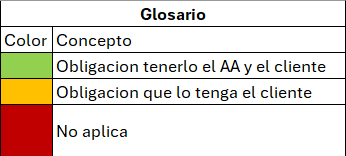 Glosario
Color Concepto
Obligacion tenerlo el AA y el cliente
Obligacion que lo tenga el cliente
No aplica